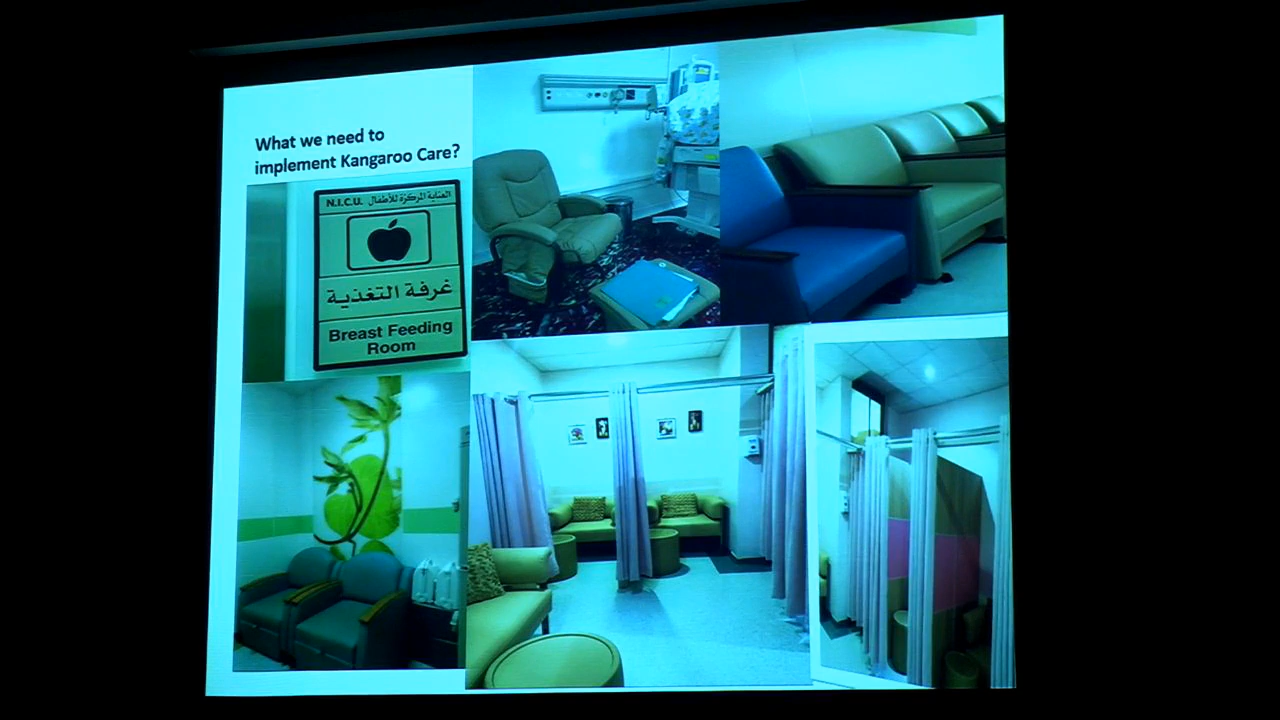 What we need to
implement Kangaroo Care?
N.I.C.U. العناية المركزة للأطفال
غرفة التغذية
Breast Feeding
Room